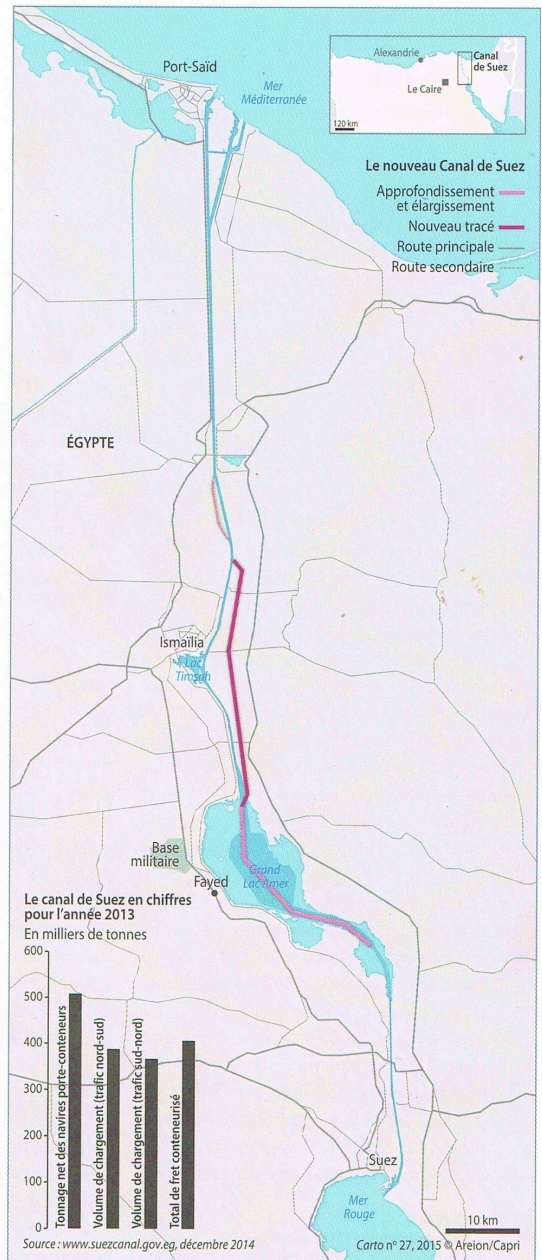 Port-Saïd
Mer
Méditerranée
Alexandrie
Canal
de Suez
Le Caire
120 km
Le nouveau Canal de Suez
Approfondissement
et élargissement
Nouveau tracé
Route principale
Route secondaire
ÉGYPTE
Ismaïlia
Lac
Timsah
Base
militaire
Grand
Lac Amer
Fayed
Le canal de Suez en chiffres
pour l'année 2013
En milliers de tonnes
600
500
400
300
200
100
0
Tonnage net des navires porte-conteneurs
Volume de chargement (trafic nord-sud)
Volume de chargement (trafic sud-nord)
Total de fret conteneurisé
Suez
Mer
Rouge
10 km
Source : www.suezcanal.gov.eg, décembre 2014
Carto n° 27, 2015 © Areion/Capri